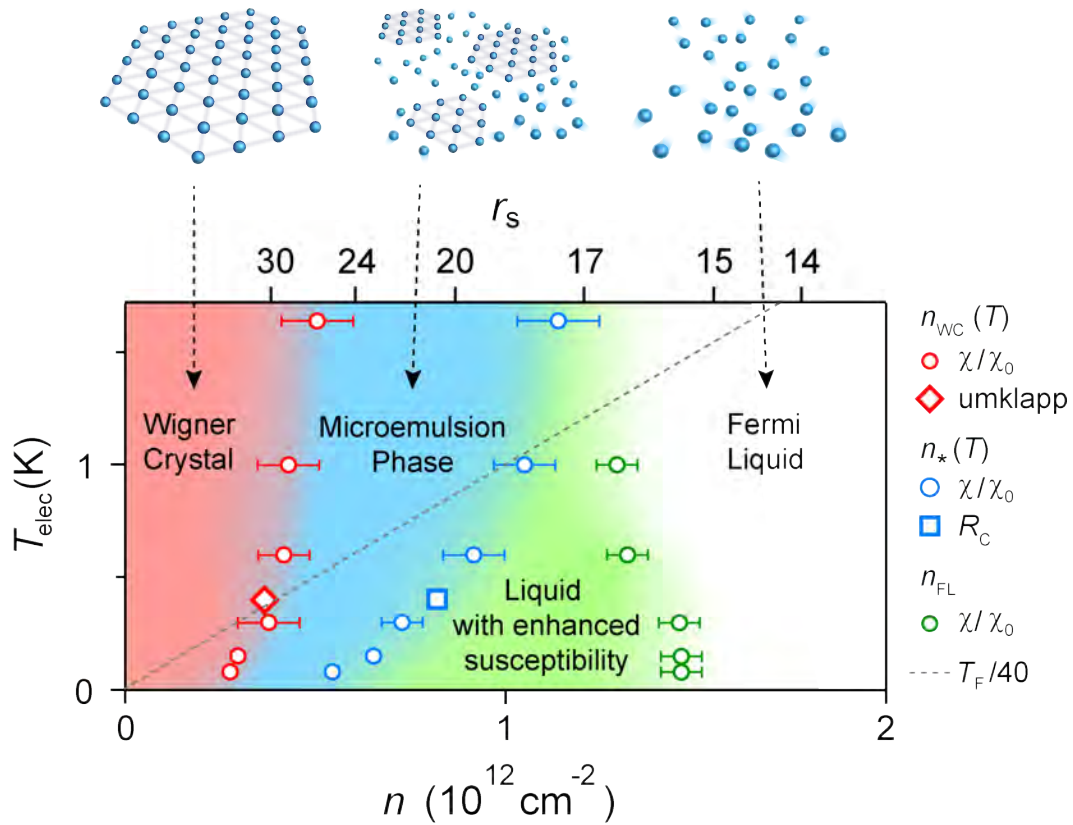 r_s
30 24 20 17 15 14
T_elec(K)
1
0
Wigner
Crystal
Microemulsion
Phase
Fermi
Liquid
Liquid
with enhanced
susceptibility
0 1 2
n (10^12 cm^-2)
n_WC (T)
χ/χ_0
umklapp
n_*(T)
χ/χ_0
R_C
n_FL
χ/χ_0
T_F/40